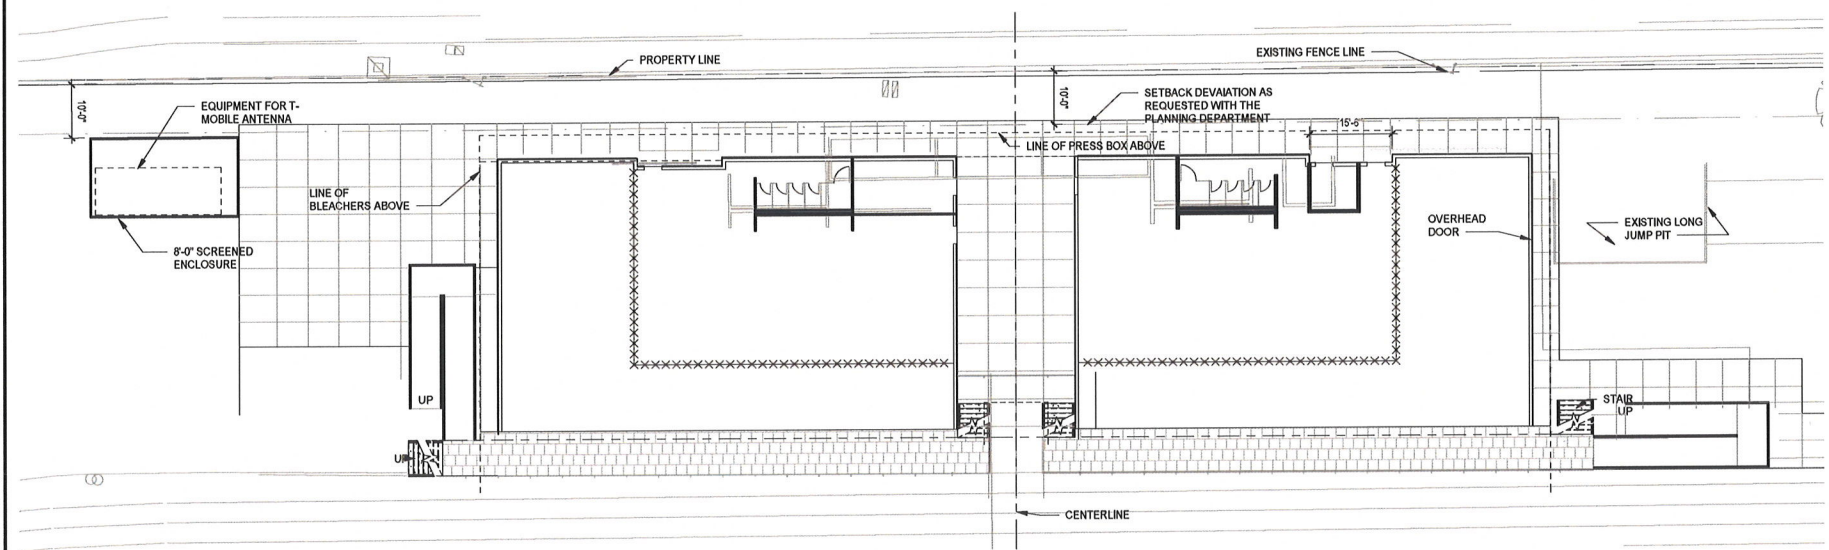 PROPERTY LINE
EXISTING FENCE LINE
10'-0"
EQUIPMENT FOR T-
MOBILE ANTENNA
10'-0"
SETBACK DEVAIATION AS
REQUESTED WITH THE
PLANNING DEPARTMENT
15'-6"
LINE OF PRESS BOX ABOVE
LINE OF
BLEACHERS ABOVE
OVERHEAD
DOOR
EXISTING LONG
JUMP PIT
8'-0" SCREENED
ENCLOSURE
UP
STAIR
UP
UP
CENTERLINE